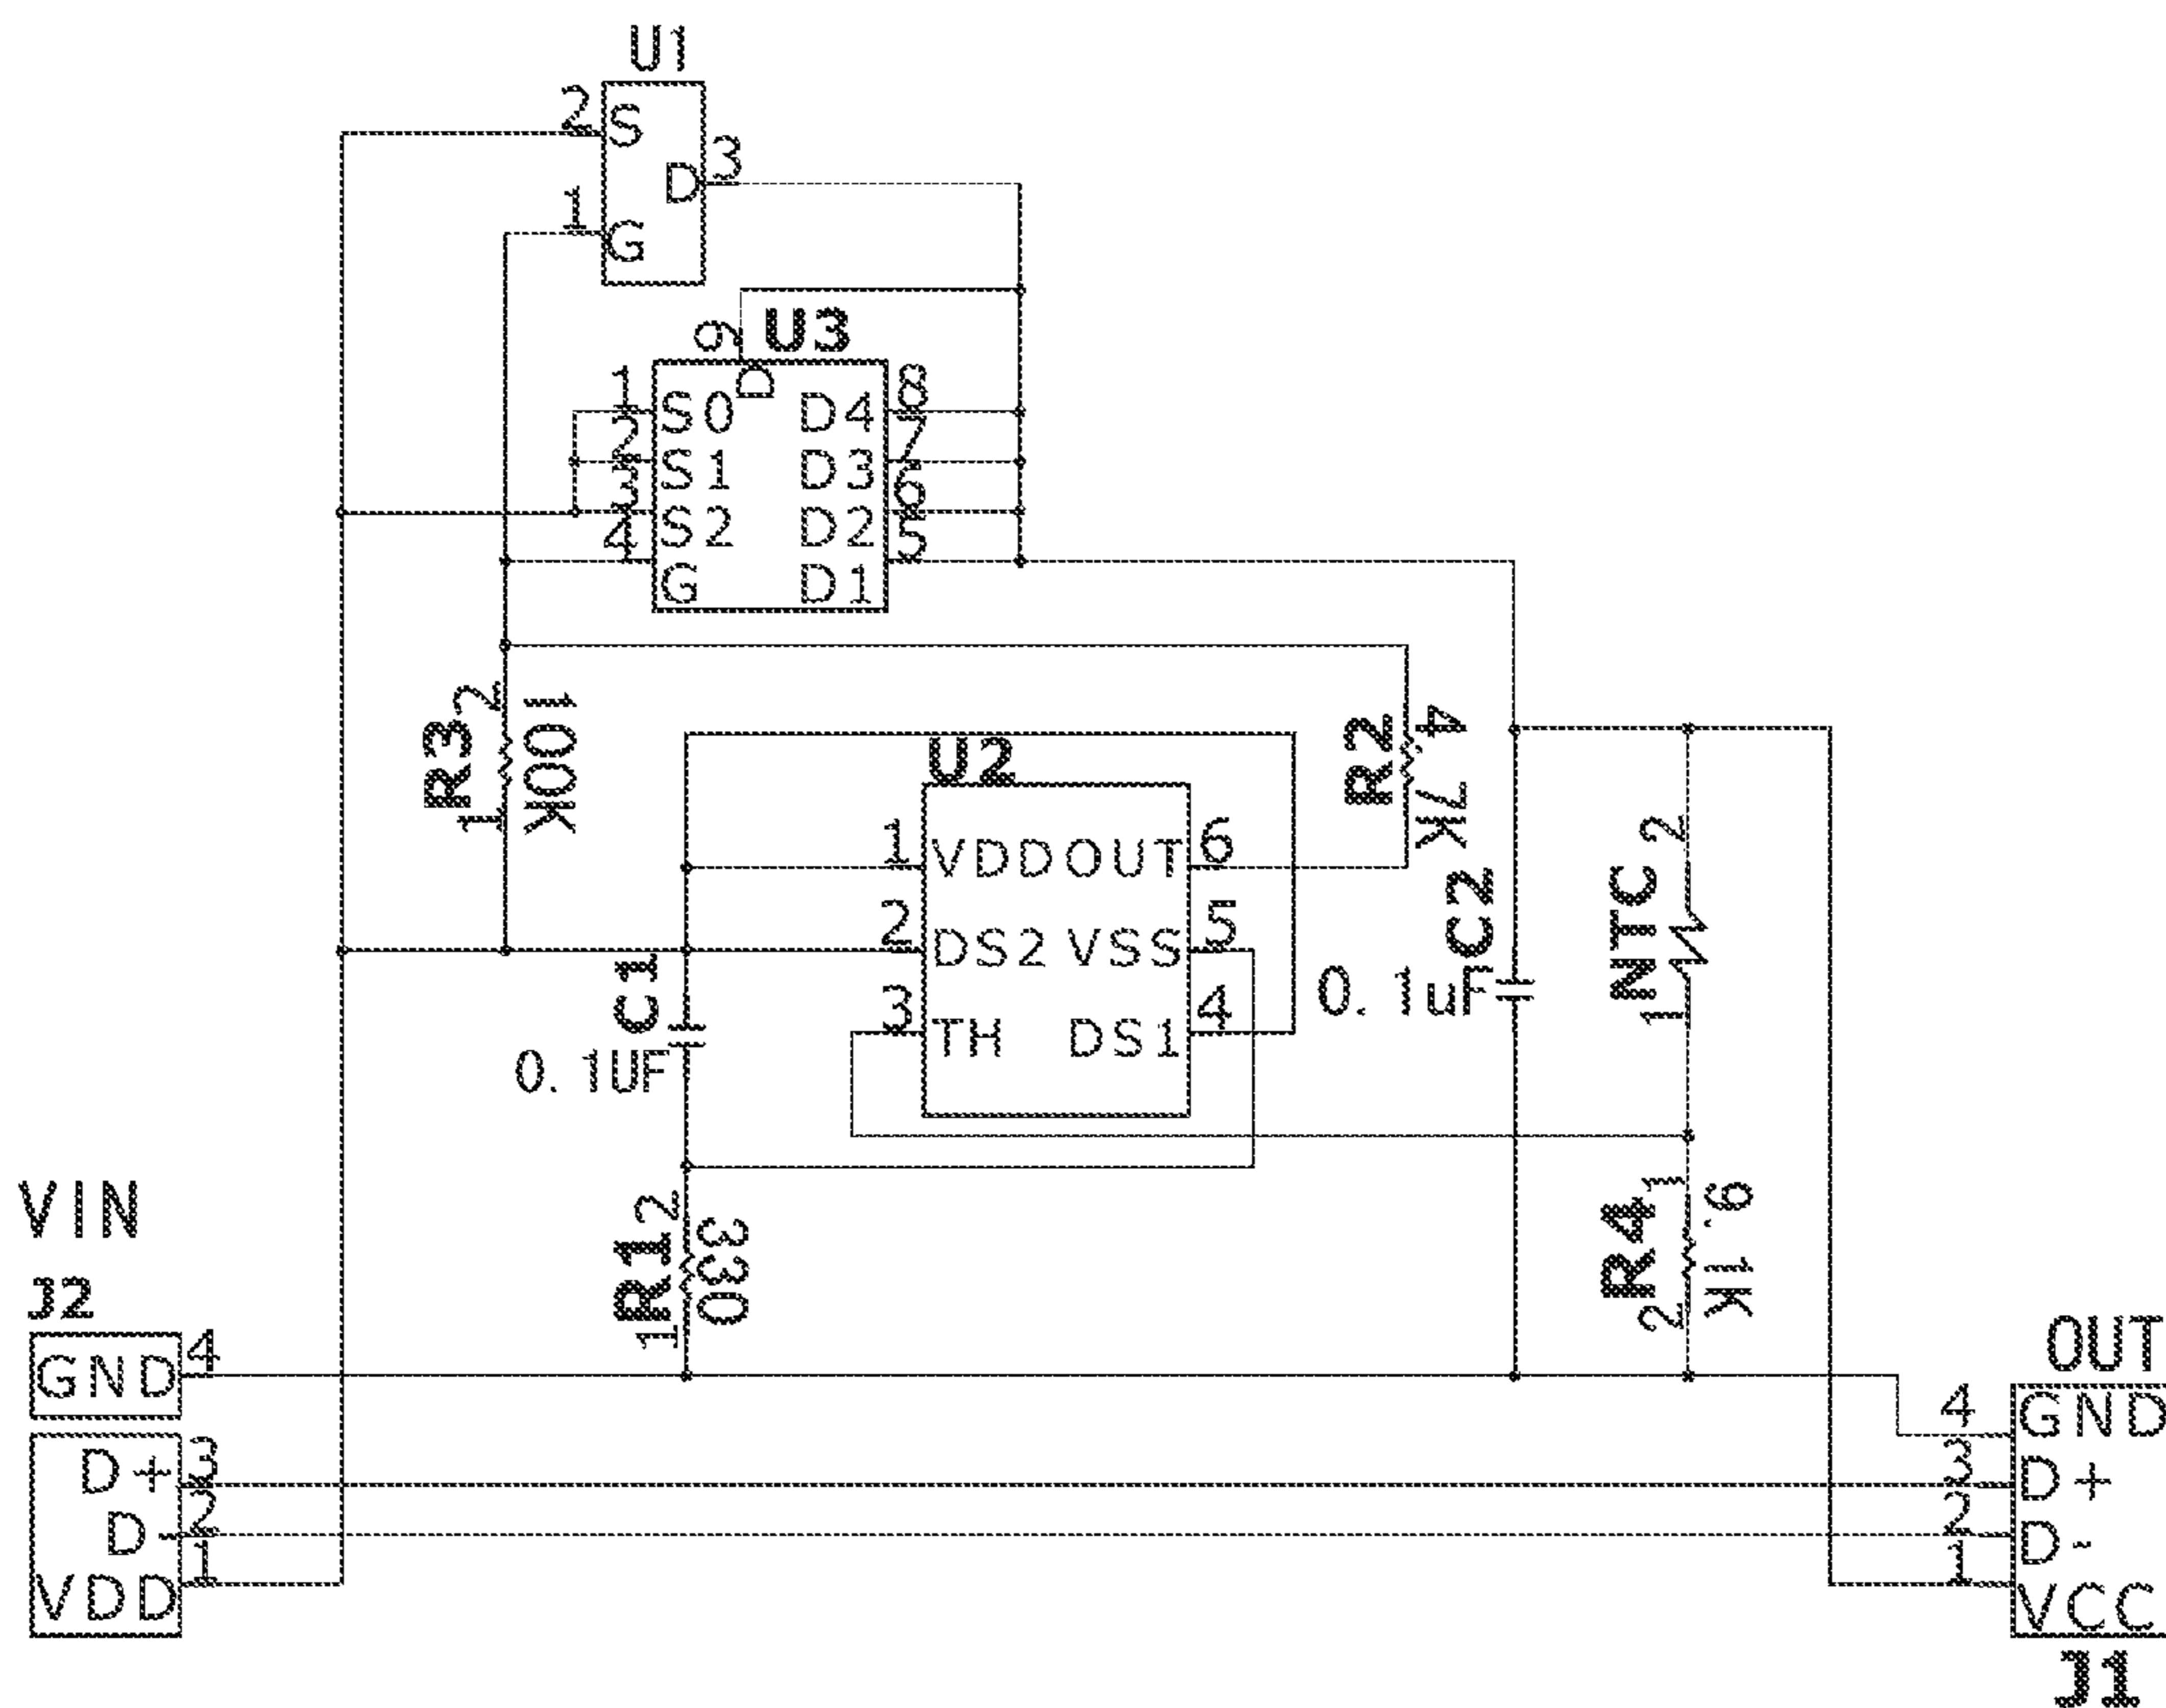 U1
2 S
D 3
1 G
9 U3
D
1 S0 D4 8
2 S1 D3 7
3 S2 D2 6
4 G D1 5
R3 2 100K 1
R2 4.7K
U2
1 VDD OUT 6
2 DS2 VSS 5
3 TH DS1 4
C1
0.1UF
C2
0.1uF
NTC 2 1
R1 2 330 1
R4 1 9.1K 2
VIN
J2
GND 4
D+ 3
D- 2
VDD 1
OUT
4 GND
3 D+
2 D-
1 VCC
J1